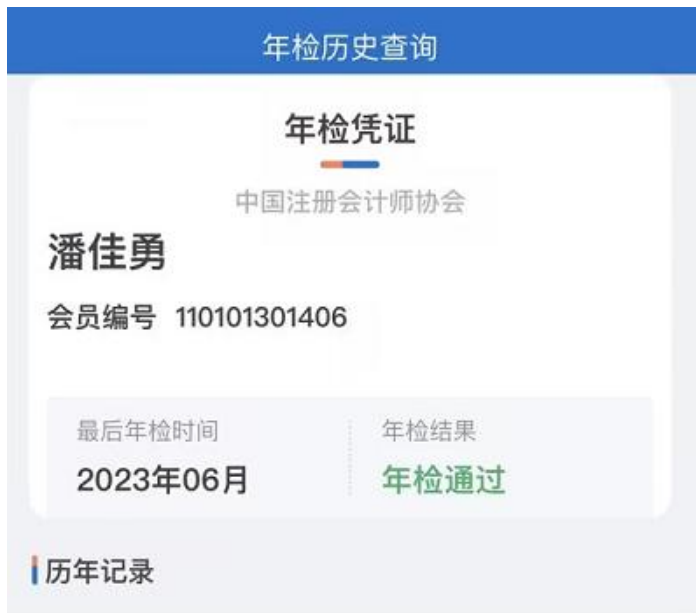 年检历史查询
年检凭证
中国注册会计师协会
潘佳勇
会员编号 110101301406
最后年检时间 年检结果
2023年06月 年检通过
历年记录